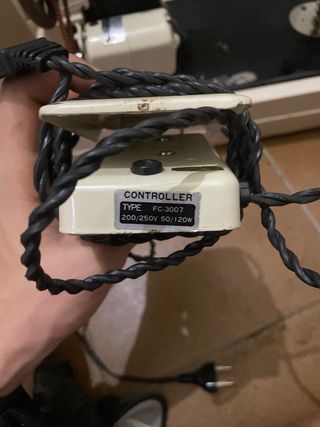 CONTROLLER
TYPE FC-3007
200/250V 50/120W